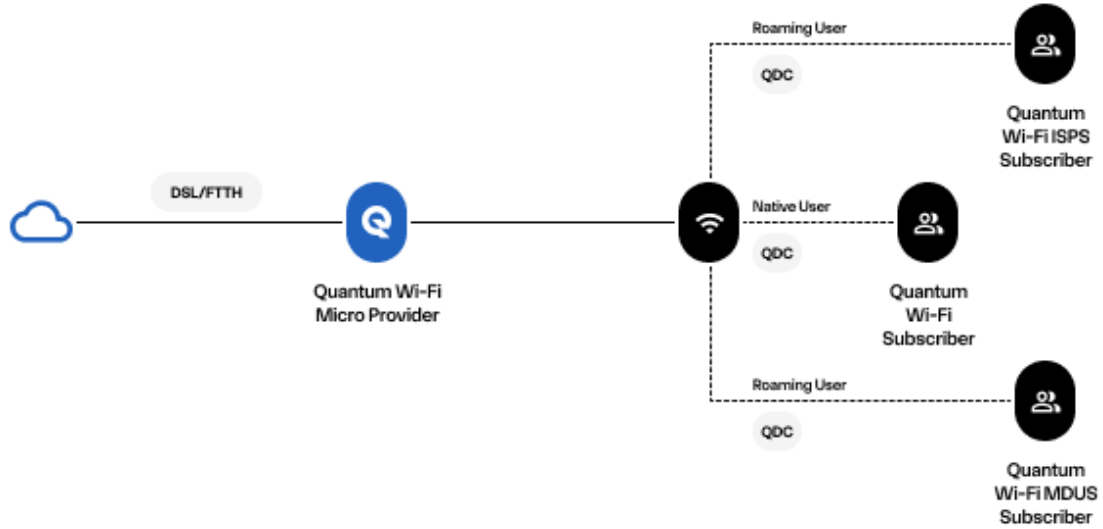 Roaming User
QDC
Quantum
Wi-Fi ISPS
Subscriber
DSL/FTTH
Quantum Wi-Fi
Micro Provider
Native User
QDC
Quantum
Wi-Fi
Subscriber
Roaming User
QDC
Quantum
Wi-Fi MDUS
Subscriber